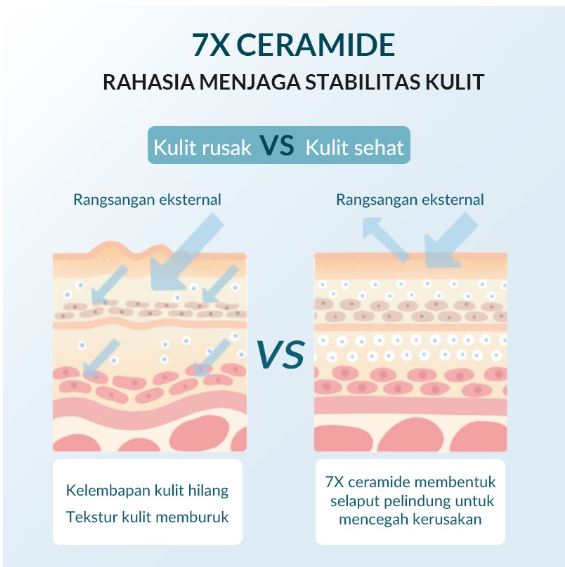 7X CERAMIDE
RAHASIA MENJAGA STABILITAS KULIT
Kulit rusak VS Kulit sehat
Rangsangan eksternal
Rangsangan eksternal
VS
Kelembapan kulit hilang
Tekstur kulit memburuk
7X ceramide membentuk
selaput pelindung untuk
mencegah kerusakan